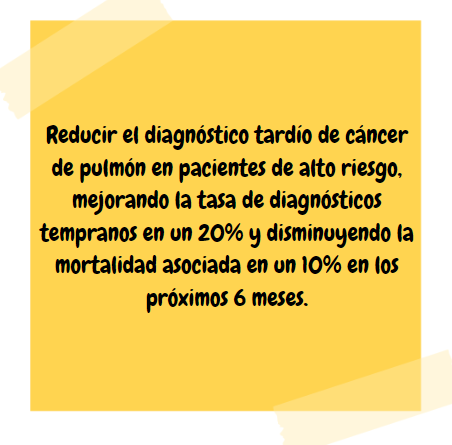 Reducir el diagnóstico tardío de cáncer
de pulmón en pacientes de alto riesgo,
mejorando la tasa de diagnósticos
tempranos en un 20% y disminuyendo la
mortalidad asociada en un 10% en los
próximos 6 meses.